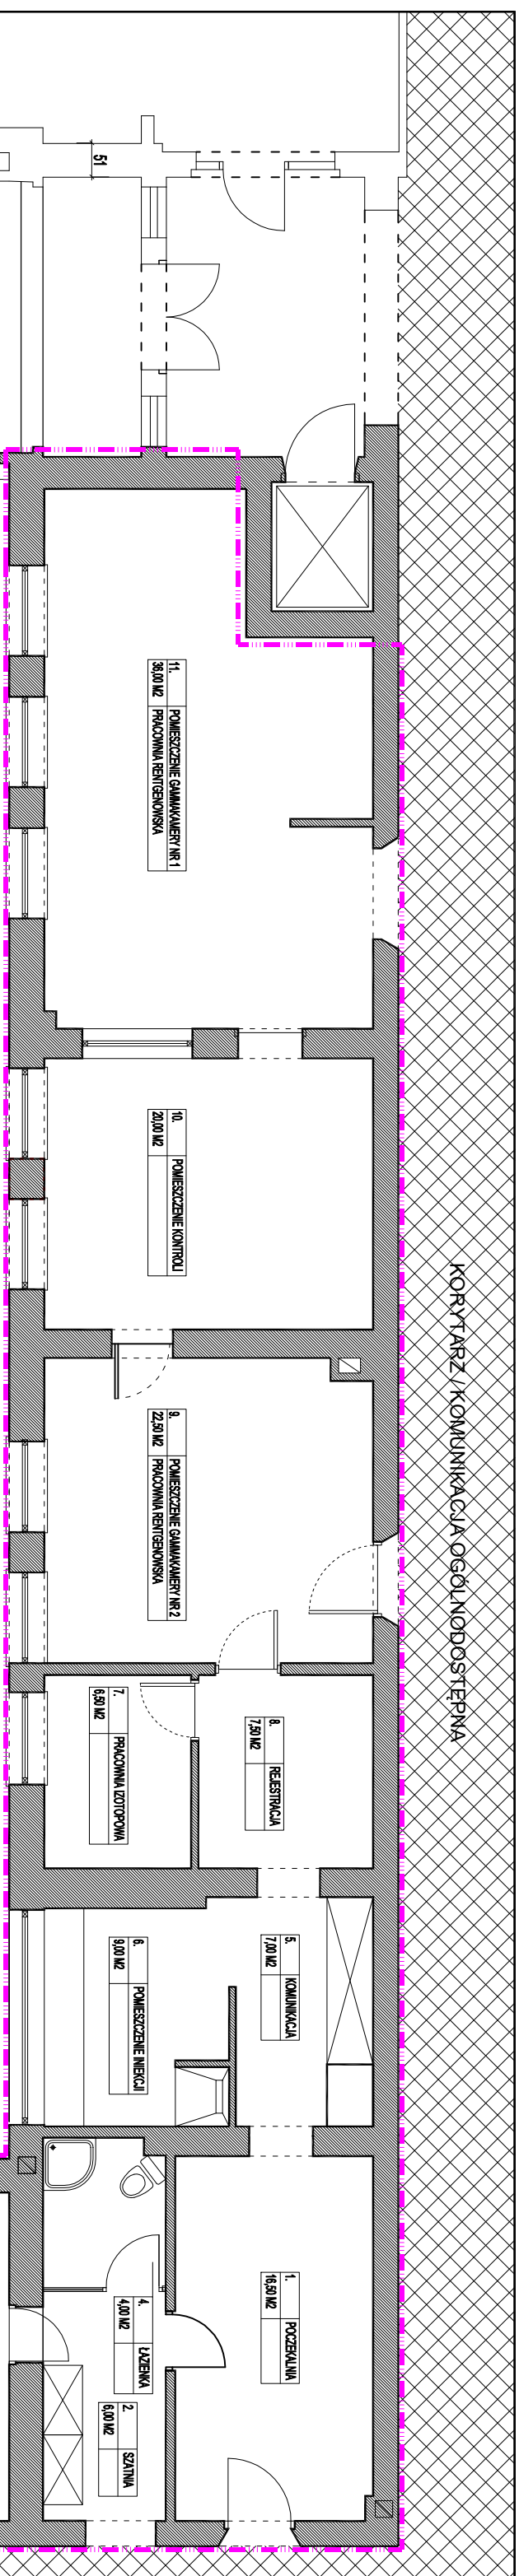 51
KORYTARZ / KOMUNIKACJA OGÓLNODOSTĘPNA
11. POMIESZCZENIE GAMMAKAMERY NR 1
36,00 M2 PRACOWNIA RENTGENOWSKA
10. POMIESZCZENIE KONTROLI
20,00 M2
9. POMIESZCZENIE GAMMAKAMERY NR 2
22,50 M2 PRACOWNIA RENTGENOWSKA
8. REJESTRACJA
7,50 M2
7. PRACOWNIA IZOTOPOWA
6,50 M2
5. KOMUNIKACJA
7,00 M2
6. POMIESZCZENIE INIEKCJI
9,00 M2
1. POCZEKALNIA
16,50 M2
4. ŁAZIENKA
4,00 M2
2. SZATNIA
6,00 M2